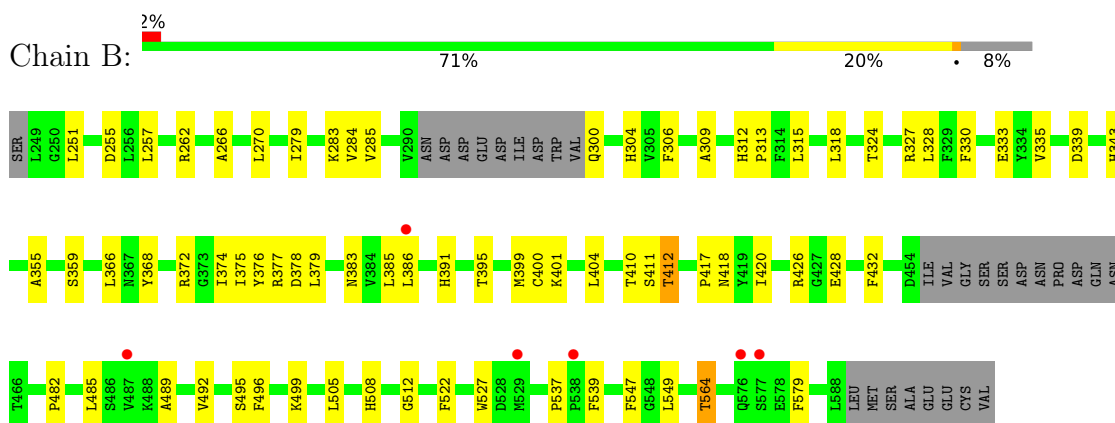 2%
Chain B:
71% 20% • 8%
SER L249 G250 L251 D255 L256 L257 R262 A266 L270 I279 K283 V284 V285 V290 ASN ASP ASP GLU ASP ILE ASP TRP VAL Q300 H304 V305 F306 A309 H312 P313 F314 L315 L318 T324 R327 L328 F329 F330 E333 Y334 V335 D339 H343
A355 S359 L366 N367 Y368 R372 G373 I374 I375 Y376 R377 D378 L379 N383 V384 L385 L386 H391 T395 M399 C400 K401 L404 T410 S411 T412 P417 N418 Y419 I420 R426 G427 E428 F432 D454 ILE VAL GLY SER SER ASP ASN PRO ASP GLN ASN
T466 P482 L485 S486 V487 K488 A489 V492 S495 F496 K499 L505 H508 G512 F522 W527 D528 M529 P537 P538 F539 F547 G548 L549 T564 Q576 S577 E578 F579 L588 LEU MET SER ALA GLU GLU CYS VAL